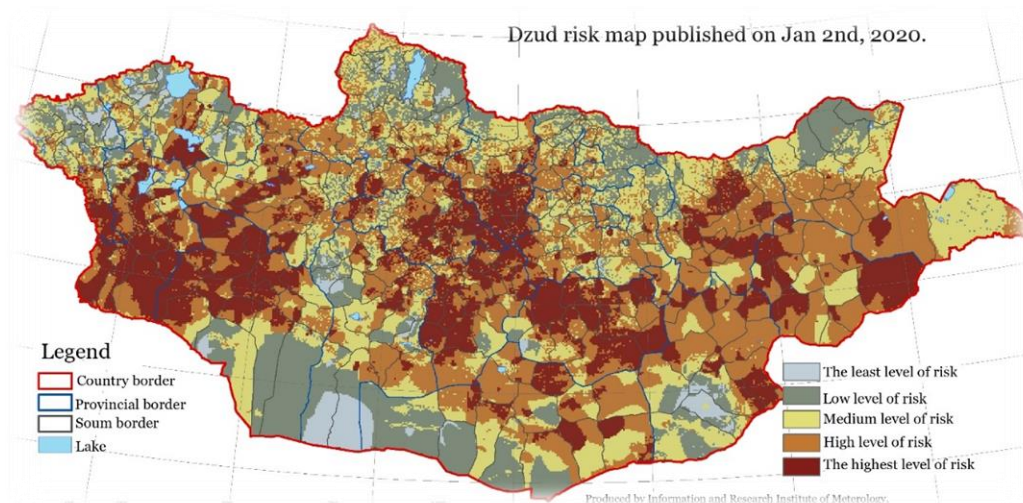 Dzud risk map published on Jan 2nd, 2020.
Legend
Country border
Provincial border
Soum border
Lake
The least level of risk
Low level of risk
Medium level of risk
High level of risk
The highest level of risk
Produced by Information and Research Institute of Meterology.